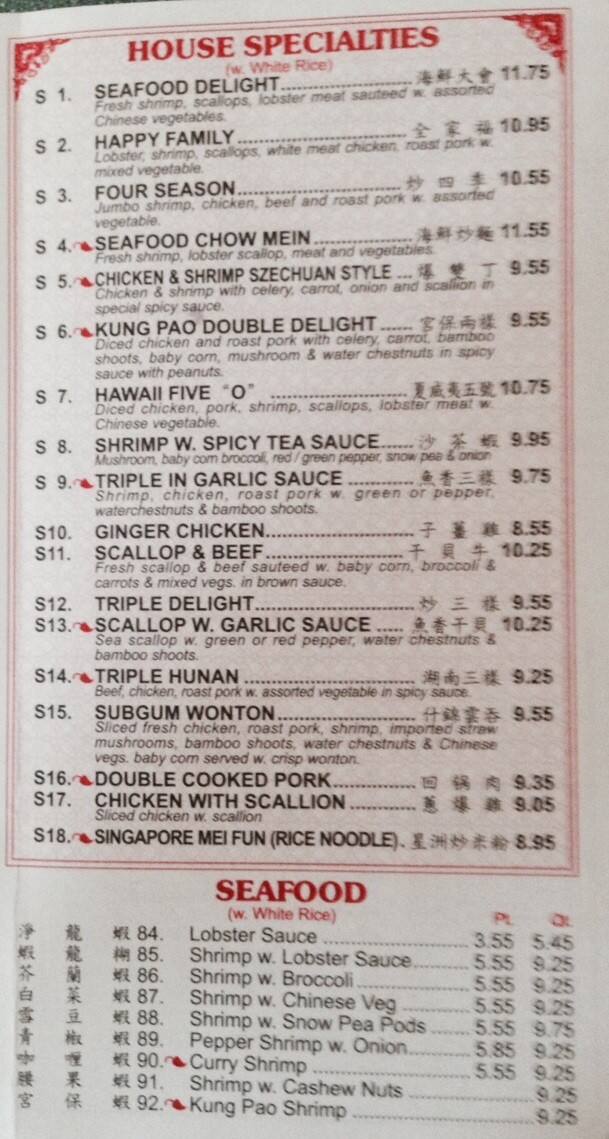 HOUSE SPECIALTIES
(w. White Rice)
S 1. SEAFOOD DELIGHT 海鮮大會 11.75
Fresh shrimp, scallops, lobster meat sauteed w. assorted
Chinese vegetables.
S 2. HAPPY FAMILY 全家福 10.95
Lobster, shrimp, scallops, white meat chicken, roast pork w.
mixed vegetable.
S 3. FOUR SEASON 炒四季 10.55
Jumbo shrimp, chicken, beef and roast pork w. assorted
vegetable.
S 4. SEAFOOD CHOW MEIN 海鮮炒麵 11.55
Fresh shrimp, lobster scallop, meat and vegetables.
S 5. CHICKEN & SHRIMP SZECHUAN STYLE ... 爆雙丁 9.55
Chicken & shrimp with celery, carrot, onion and scallion in
special spicy sauce.
S 6. KUNG PAO DOUBLE DELIGHT 宮保兩樣 9.55
Diced chicken and roast pork with celery, carrot, bamboo
shoots, baby corn, mushroom & water chestnuts in spicy
sauce with peanuts.
S 7. HAWAII FIVE "O" 夏威夷五號 10.75
Diced chicken, pork, shrimp, scallops, lobster meat w.
Chinese vegetable.
S 8. SHRIMP W. SPICY TEA SAUCE 沙茶蝦 9.95
Mushroom, baby corn broccoli, red / green pepper, snow pea & onion
S 9. TRIPLE IN GARLIC SAUCE 魚香三樣 9.75
Shrimp, chicken, roast pork w. green or pepper,
waterchestnuts & bamboo shoots.
S10. GINGER CHICKEN 子薑雞 8.55
S11. SCALLOP & BEEF 干貝牛 10.25
Fresh scallop & beef sauteed w. baby corn, broccoli &
carrots & mixed vegs. in brown sauce.
S12. TRIPLE DELIGHT 炒三樣 9.55
S13. SCALLOP W. GARLIC SAUCE 魚香干貝 10.25
Sea scallop w. green or red pepper, water chestnuts &
bamboo shoots.
S14. TRIPLE HUNAN 湖南三樣 9.25
Beef, chicken, roast pork w. assorted vegetable in spicy sauce.
S15. SUBGUM WONTON 什錦雲吞 9.55
Sliced fresh chicken, roast pork, shrimp, imported straw
mushrooms, bamboo shoots, water chestnuts & Chinese
vegs. baby corn served w. crisp wonton.
S16. DOUBLE COOKED PORK 回鍋肉 9.35
S17. CHICKEN WITH SCALLION 蔥爆雞 9.05
Sliced chicken w. scallion
S18. SINGAPORE MEI FUN (RICE NOODLE). 星洲炒米粉 8.95
SEAFOOD
(w. White Rice)
Pt. Qt.
淨龍蝦 84. Lobster Sauce 3.55 5.45
蝦龍糊 85. Shrimp w. Lobster Sauce 5.55 9.25
芥蘭蝦 86. Shrimp w. Broccoli 5.55 9.25
白菜蝦 87. Shrimp w. Chinese Veg 5.55 9.25
雪豆蝦 88. Shrimp w. Snow Pea Pods 5.55 9.75
青椒蝦 89. Pepper Shrimp w. Onion 5.85 9.25
咖喱蝦 90. Curry Shrimp 5.55 9.25
腰果蝦 91. Shrimp w. Cashew Nuts 9.25
宮保蝦 92. Kung Pao Shrimp 9.25